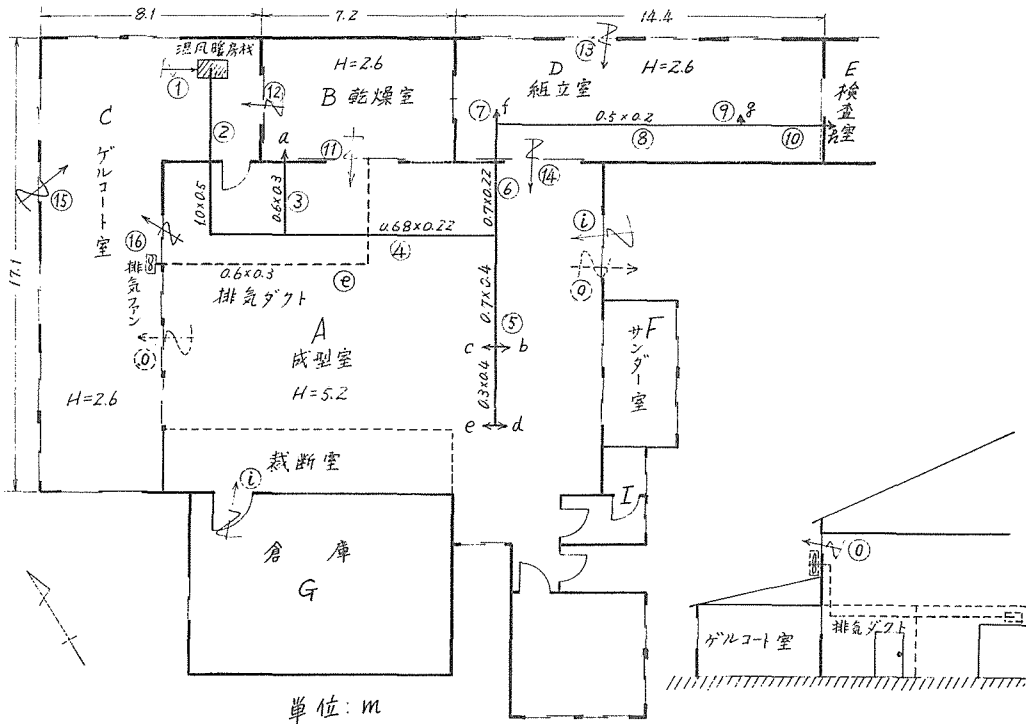 8.1
7.2
14.4
17.1
温風暖房機
①
②
⑫
H=2.6
B 乾燥室
⑬
D
組立室
H=2.6
E
検査室
⑦ f
⑨ g
0.5×0.2
⑧
⑩
C
ゲルコート室
a
⑪
⑭
⑥
0.7×0.22
⑮
1.0×0.5
0.6×0.3
③
0.68×0.22
④
ⓘ
⑯
排気ファン
0.6×0.3
ⓔ
排気ダクト
0.7×0.4
⓪
⑤
c b
⓪
A
成型室
H=5.2
0.3×0.4
F
サンダー室
H=2.6
e d
裁断室
ⓘ
I
倉庫
G
⓪
排気ダクト
ゲルコート室
単位: m